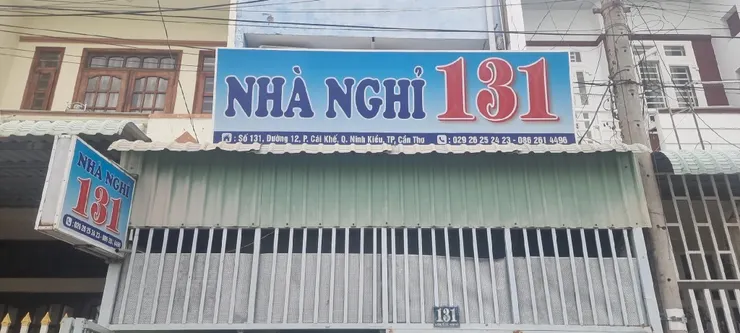 NHÀ NGHỈ 131
: Số 131, Đường 12, P. Cái Khế, Q. Ninh Kiều, TP. Cần Thơ : 029 26 25 24 23 - 086 261 4496
NHÀ NGHỈ
131
131